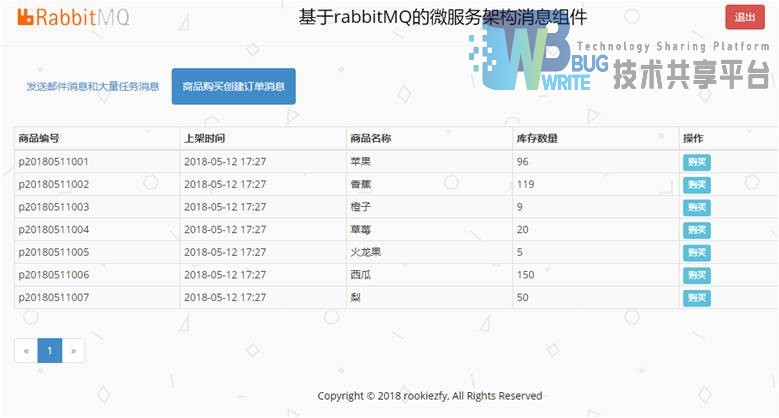 RabbitMQ
基于rabbitMQ的微服务架构消息组件
退出
WB
Technology Sharing Platform
BUG
WRITE
技术共享平台
发送邮件消息和大量任务消息
商品购买创建订单消息
商品编号 上架时间 商品名称 库存数量 操作
p20180511001 2018-05-12 17:27 苹果 96 购买
p20180511002 2018-05-12 17:27 香蕉 119 购买
p20180511003 2018-05-12 17:27 橙子 9 购买
p20180511004 2018-05-12 17:27 草莓 20 购买
p20180511005 2018-05-12 17:27 火龙果 5 购买
p20180511006 2018-05-12 17:27 西瓜 150 购买
p20180511007 2018-05-12 17:27 梨 50 购买
« 1 »
Copyright © 2018 rookiezfy, All Rights Reserved